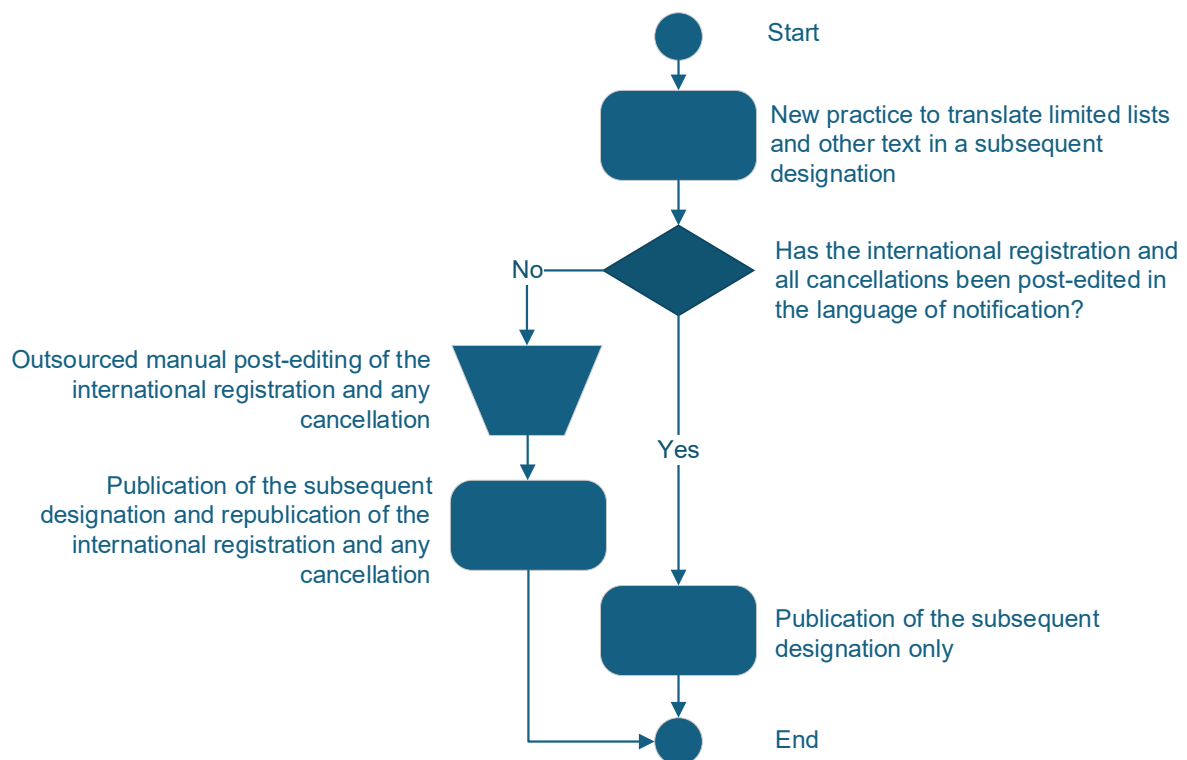 Start
New practice to translate limited lists
and other text in a subsequent
designation
Has the international registration and
all cancellations been post-edited in
the language of notification?
No
Outsourced manual post-editing of the
international registration and any
cancellation
Yes
Publication of the subsequent
designation and republication of the
international registration and any
cancellation
Publication of the subsequent
designation only
End